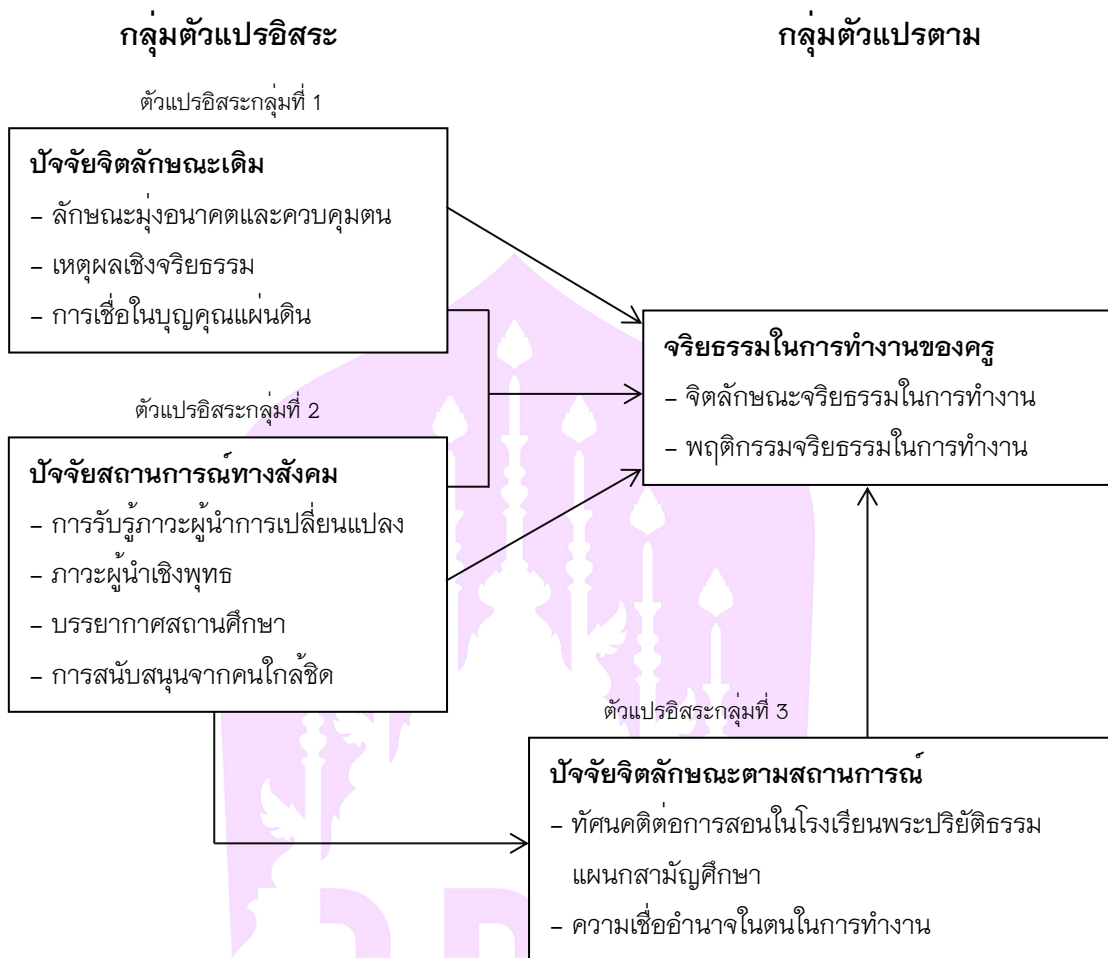 กลุ่มตัวแปรอิสระ
กลุ่มตัวแปรตาม
ตัวแปรอิสระกลุ่มที่ 1
ปัจจัยจิตลักษณะเดิม
– ลักษณะมุ่งอนาคตและควบคุมตน
– เหตุผลเชิงจริยธรรม
– การเชื่อในบุญคุณแผ่นดิน
จริยธรรมในการทำงานของครู
– จิตลักษณะจริยธรรมในการทำงาน
– พฤติกรรมจริยธรรมในการทำงาน
ตัวแปรอิสระกลุ่มที่ 2
ปัจจัยสถานการณ์ทางสังคม
– การรับรู้ภาวะผู้นำการเปลี่ยนแปลง
– ภาวะผู้นำเชิงพุทธ
– บรรยากาศสถานศึกษา
– การสนับสนุนจากคนใกล้ชิด
ตัวแปรอิสระกลุ่มที่ 3
ปัจจัยจิตลักษณะตามสถานการณ์
– ทัศนคติต่อการสอนในโรงเรียนพระปริยัติธรรม
แผนกสามัญศึกษา
– ความเชื่ออำนาจในตนในการทำงาน